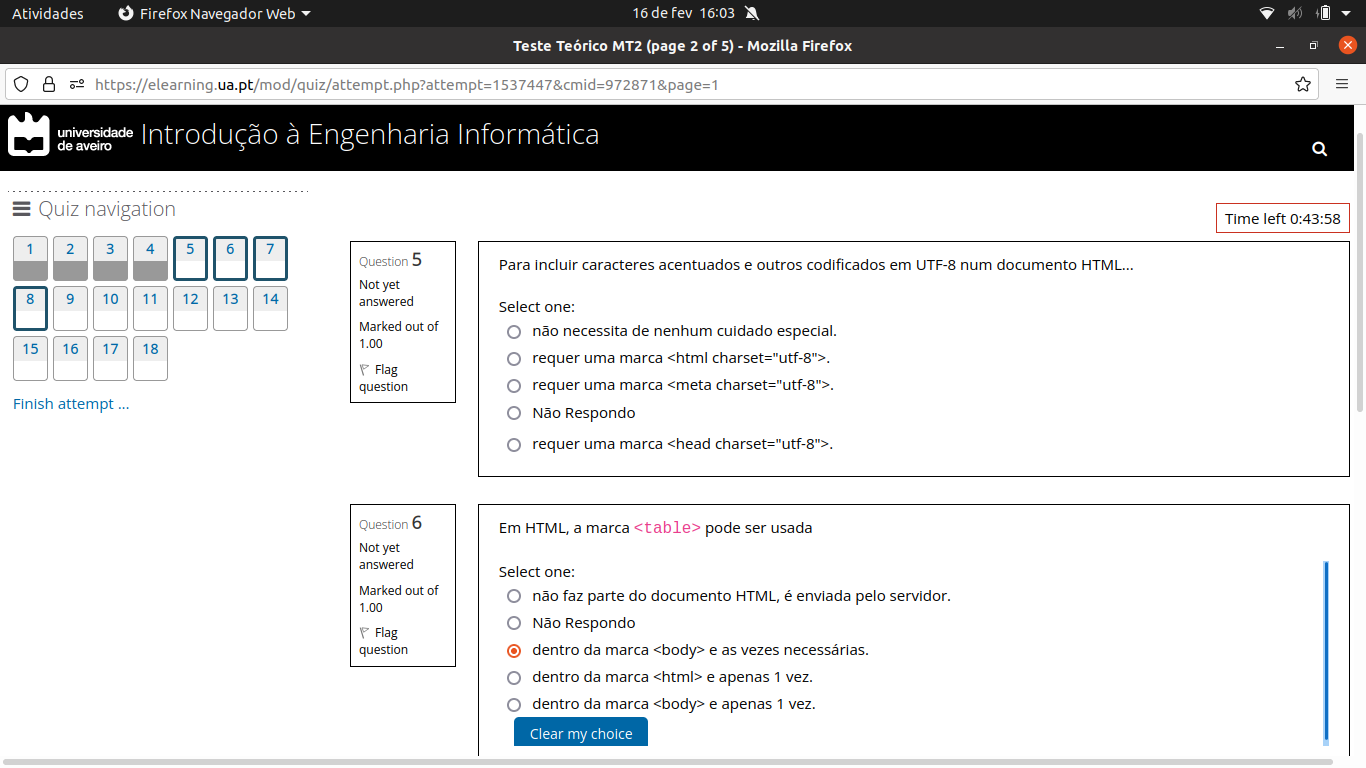 Atividades
Firefox Navegador Web
16 de fev 16:03
Teste Teórico MT2 (page 2 of 5) - Mozilla Firefox
https://elearning.ua.pt/mod/quiz/attempt.php?attempt=1537447&cmid=972871&page=1
universidade
de aveiro
Introdução à Engenharia Informática
Quiz navigation
1 2 3 4 5 6 7
8 9 10 11 12 13 14
15 16 17 18
Finish attempt ...
Time left 0:43:58
Question 5
Not yet
answered
Marked out of
1.00
Flag
question
Para incluir caracteres acentuados e outros codificados em UTF-8 num documento HTML...
Select one:
não necessita de nenhum cuidado especial.
requer uma marca <html charset="utf-8">.
requer uma marca <meta charset="utf-8">.
Não Respondo
requer uma marca <head charset="utf-8">.
Question 6
Not yet
answered
Marked out of
1.00
Flag
question
Em HTML, a marca <table> pode ser usada
Select one:
não faz parte do documento HTML, é enviada pelo servidor.
Não Respondo
dentro da marca <body> e as vezes necessárias.
dentro da marca <html> e apenas 1 vez.
dentro da marca <body> e apenas 1 vez.
Clear my choice